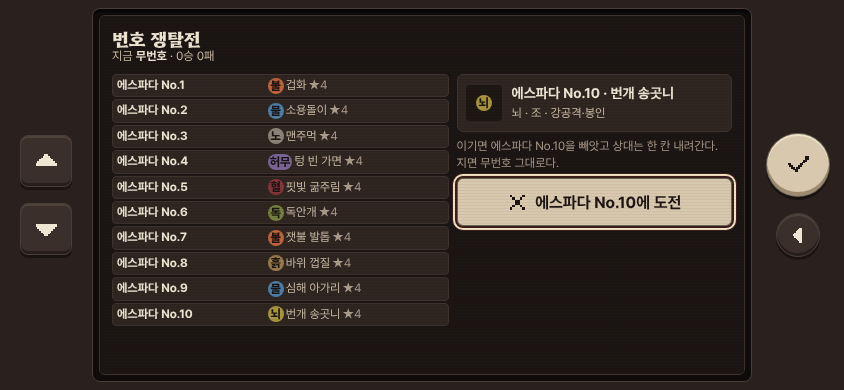 번호 쟁탈전
지금 무번호 · 0승 0패
에스파다 No.1 불 겁화 ★4
에스파다 No.2 물 소용돌이 ★4
에스파다 No.3 노 맨주먹 ★4
에스파다 No.4 허무 텅 빈 가면 ★4
에스파다 No.5 혈 핏빛 굶주림 ★4
에스파다 No.6 독 독안개 ★4
에스파다 No.7 불 잿불 발톱 ★4
에스파다 No.8 흙 바위 껍질 ★4
에스파다 No.9 물 심해 아가리 ★4
에스파다 No.10 뇌 번개 송곳니 ★4
뇌
에스파다 No.10 · 번개 송곳니
뇌 · 조 · 강공격·봉인
이기면 에스파다 No.10을 빼앗고 상대는 한 칸 내려간다.
지면 무번호 그대로다.
에스파다 No.10에 도전